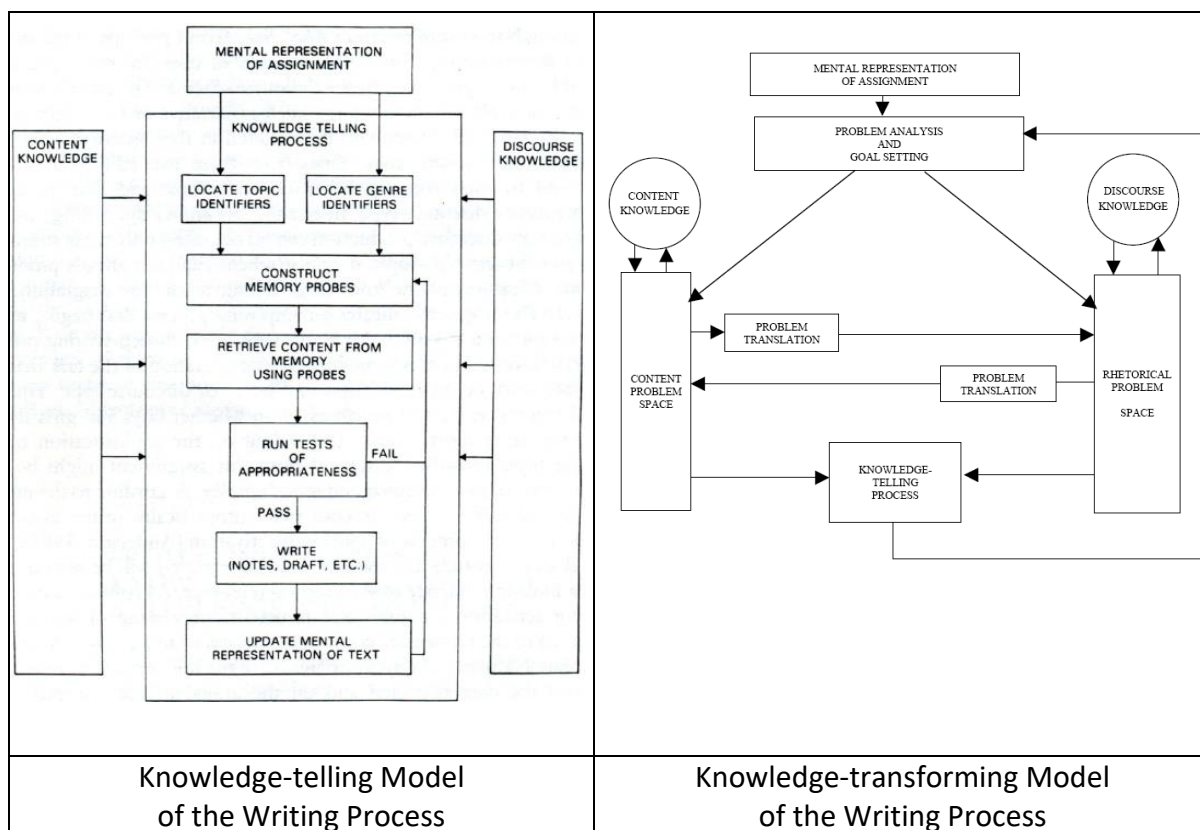 MENTAL REPRESENTATION
OF ASSIGNMENT
KNOWLEDGE TELLING
PROCESS
CONTENT
KNOWLEDGE
DISCOURSE
KNOWLEDGE
LOCATE TOPIC
IDENTIFIERS
LOCATE GENRE
IDENTIFIERS
CONSTRUCT
MEMORY PROBES
RETRIEVE CONTENT FROM
MEMORY
USING PROBES
RUN TESTS
OF
APPROPRIATENESS
FAIL
PASS
WRITE
(NOTES, DRAFT, ETC.)
UPDATE MENTAL
REPRESENTATION OF TEXT
Knowledge-telling Model
of the Writing Process
MENTAL REPRESENTATION
OF ASSIGNMENT
PROBLEM ANALYSIS
AND
GOAL SETTING
CONTENT
KNOWLEDGE
DISCOURSE
KNOWLEDGE
PROBLEM
TRANSLATION
PROBLEM
TRANSLATION
CONTENT
PROBLEM
SPACE
RHETORICAL
PROBLEM
SPACE
KNOWLEDGE-
TELLING
PROCESS
Knowledge-transforming Model
of the Writing Process